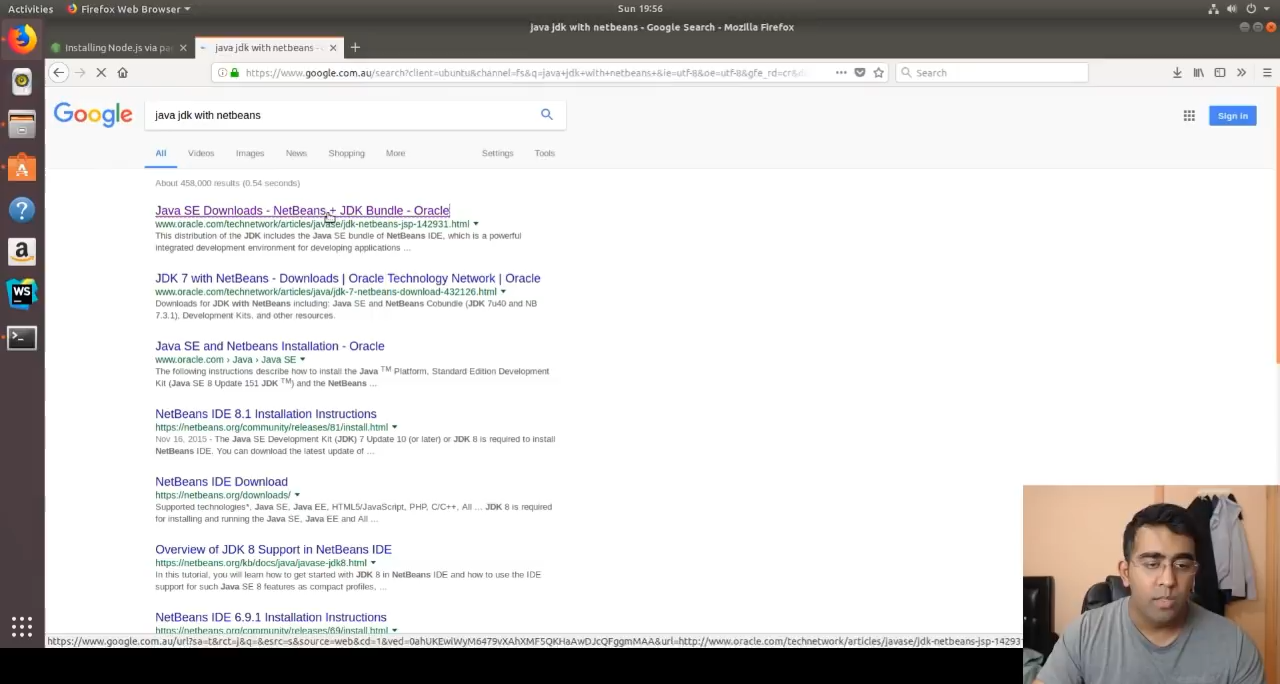 Activities Firefox Web Browser Sun 19:56
java jdk with netbeans - Google Search - Mozilla Firefox
Installing Node.js via pa java jdk with netbeans -
https://www.google.com.au/search?client=ubuntu&channel=fs&q=java+jdk+with+netbeans+&ie=utf-8&oe=utf-8&gfe_rd=cr& Search
Google java jdk with netbeans Sign in
All Videos Images News Shopping More Settings Tools
About 458,000 results (0.54 seconds)
Java SE Downloads - NetBeans + JDK Bundle - Oracle
www.oracle.com/technetwork/articles/javase/jdk-netbeans-jsp-142931.html
This distribution of the JDK includes the Java SE bundle of NetBeans IDE, which is a powerful
integrated development environment for developing applications ...
JDK 7 with NetBeans - Downloads | Oracle Technology Network | Oracle
www.oracle.com/technetwork/articles/java/jdk-7-netbeans-download-432126.html
Downloads for JDK with NetBeans including: Java SE and NetBeans Cobundle (JDK 7u40 and NB
7.3.1), Development Kits, and other resources.
Java SE and Netbeans Installation - Oracle
www.oracle.com › Java › Java SE
The following instructions describe how to install the Java TM Platform, Standard Edition Development
Kit (Java SE 8 Update 151 JDK TM) and the NetBeans ...
NetBeans IDE 8.1 Installation Instructions
https://netbeans.org/community/releases/81/install.html
Nov 16, 2015 - The Java SE Development Kit (JDK) 7 Update 10 (or later) or JDK 8 is required to install
NetBeans IDE. You can download the latest update of ...
NetBeans IDE Download
https://netbeans.org/downloads/
Supported technologies*, Java SE, Java EE, HTML5/JavaScript, PHP, C/C++, All ... JDK 8 is required
for installing and running the Java SE, Java EE and All ...
Overview of JDK 8 Support in NetBeans IDE
https://netbeans.org/kb/docs/java/javase-jdk8.html
In this tutorial, you will learn how to get started with JDK 8 in NetBeans IDE and how to use the IDE
support for such Java SE 8 features as compact profiles, ...
NetBeans IDE 6.9.1 Installation Instructions
https://netbeans.org/community/releases/69/install.html